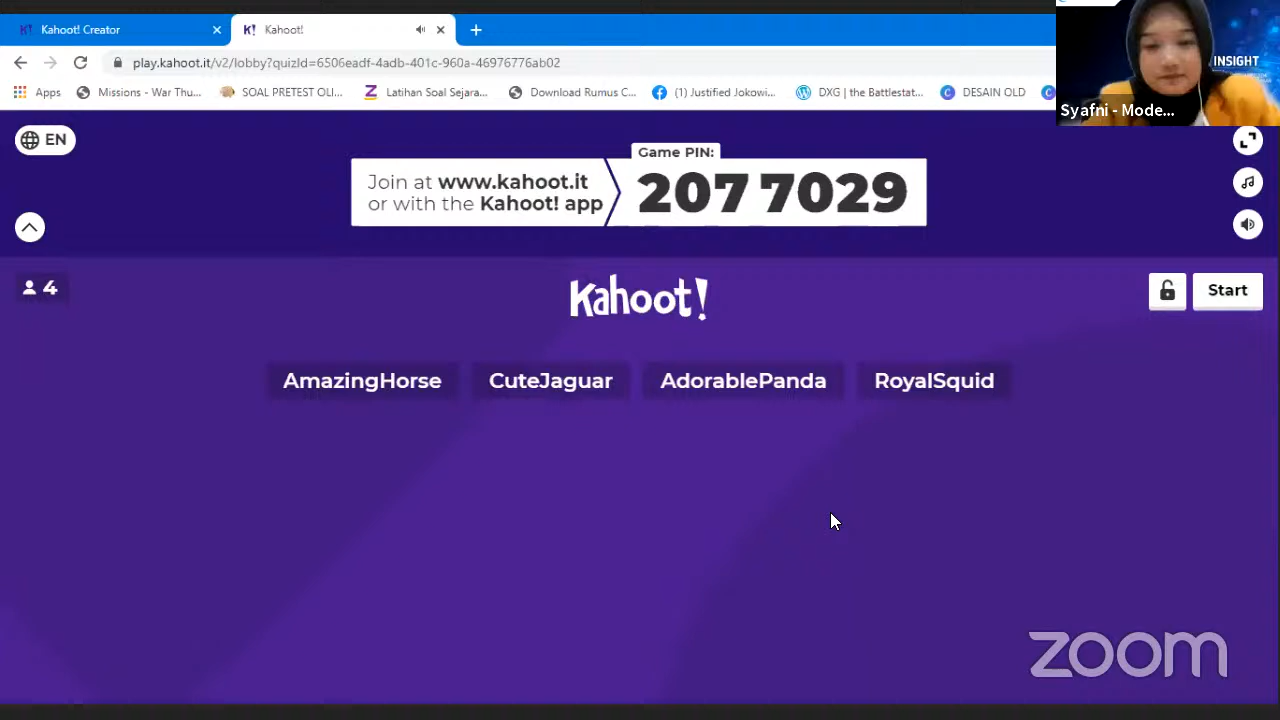 Kahoot! Creator
Kahoot!
play.kahoot.it/v2/lobby?quizId=6506eadf-4adb-401c-960a-46976776ab02
Apps
Missions - War Thu...
SOAL PRETEST OLI...
Latihan Soal Sejara...
Download Rumus C...
(1) Justified Jokowi...
DXG | the Battlestat...
DESAIN OLD
INSIGHT
Syafni - Mode...
EN
Join at www.kahoot.it
or with the Kahoot! app
Game PIN:
207 7029
4
Kahoot!
Start
AmazingHorse
CuteJaguar
AdorablePanda
RoyalSquid
zoom